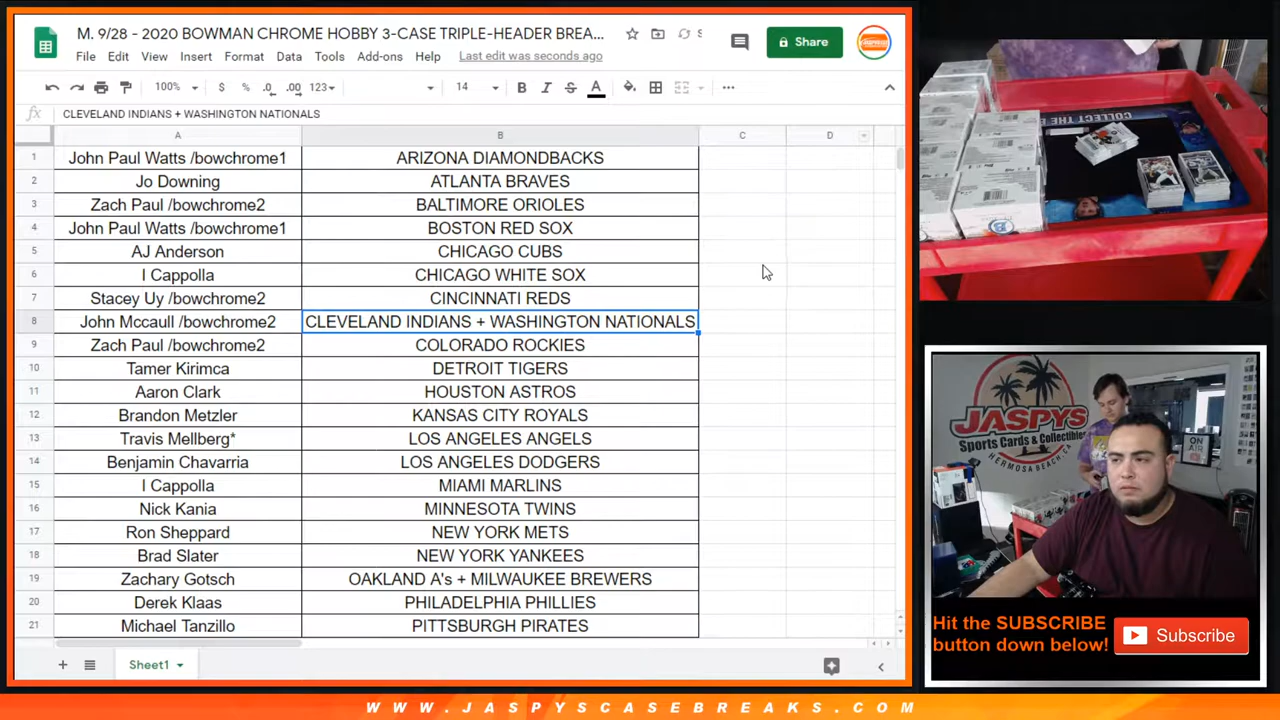 M. 9/28 - 2020 BOWMAN CHROME HOBBY 3-CASE TRIPLE-HEADER BREA...
File Edit View Insert Format Data Tools Add-ons Help Last edit was seconds ago
Share
100% $ % .0 .00 123 14 B I S A
fx CLEVELAND INDIANS + WASHINGTON NATIONALS
A B C D
1 John Paul Watts /bowchrome1 ARIZONA DIAMONDBACKS
2 Jo Downing ATLANTA BRAVES
3 Zach Paul /bowchrome2 BALTIMORE ORIOLES
4 John Paul Watts /bowchrome1 BOSTON RED SOX
5 AJ Anderson CHICAGO CUBS
6 I Cappolla CHICAGO WHITE SOX
7 Stacey Uy /bowchrome2 CINCINNATI REDS
8 John Mccaull /bowchrome2 CLEVELAND INDIANS + WASHINGTON NATIONALS
9 Zach Paul /bowchrome2 COLORADO ROCKIES
10 Tamer Kirimca DETROIT TIGERS
11 Aaron Clark HOUSTON ASTROS
12 Brandon Metzler KANSAS CITY ROYALS
13 Travis Mellberg* LOS ANGELES ANGELS
14 Benjamin Chavarria LOS ANGELES DODGERS
15 I Cappolla MIAMI MARLINS
16 Nick Kania MINNESOTA TWINS
17 Ron Sheppard NEW YORK METS
18 Brad Slater NEW YORK YANKEES
19 Zachary Gotsch OAKLAND A's + MILWAUKEE BREWERS
20 Derek Klaas PHILADELPHIA PHILLIES
21 Michael Tanzillo PITTSBURGH PIRATES
Sheet1
COLLECT THE
JASPYS
Sports Cards & Collectibles
HERMOSA BEACH, CA
ON AIR
Hit the SUBSCRIBE
button down below!
Subscribe
WWW.JASPYSCASEBREAKS.COM